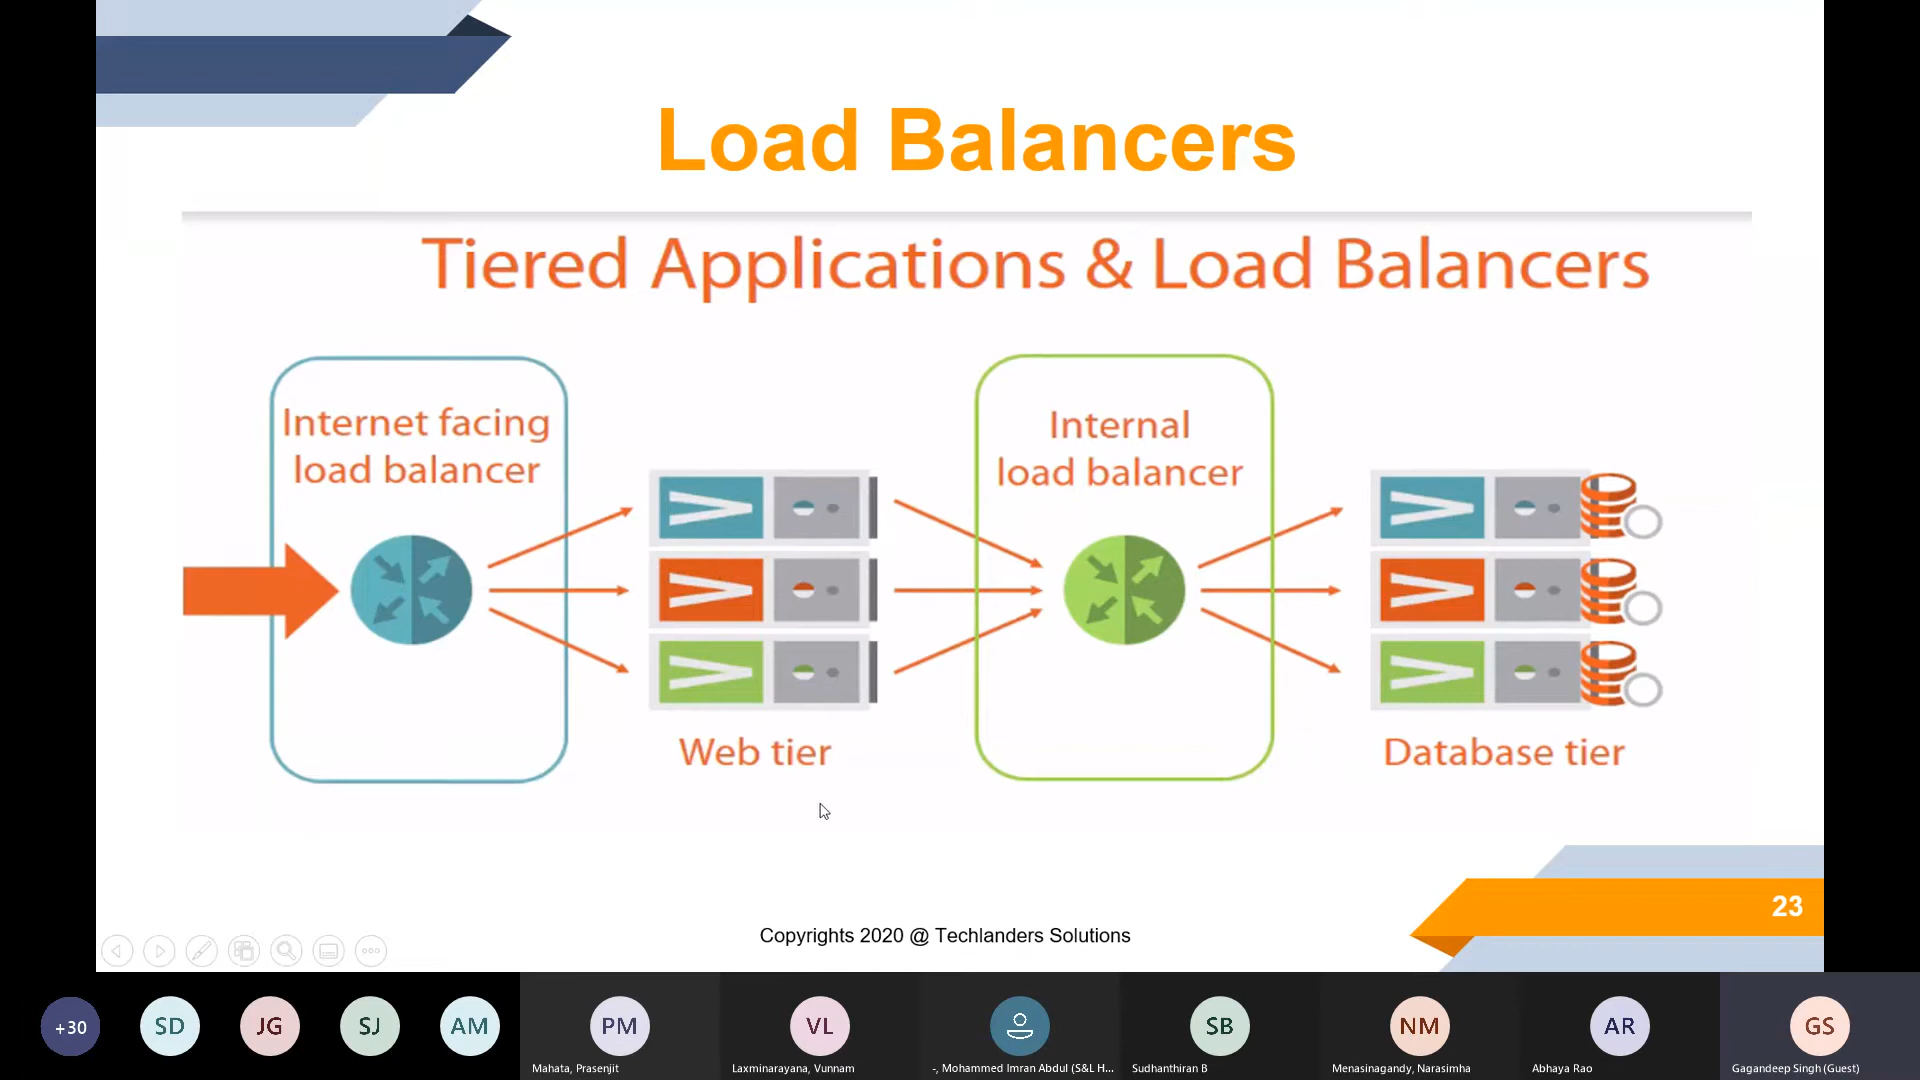 Load Balancers
Tiered Applications & Load Balancers
Internet facing
load balancer
Internal
load balancer
Web tier
Database tier
23
Copyrights 2020 @ Techlanders Solutions
+30
SD
JG
SJ
AM
PM
VL
SB
NM
AR
GS
Mahata, Prasenjit
Laxminarayana, Vunnam
-, Mohammed Imran Abdul (S&L H...
Sudhanthiran B
Menasinagandy, Narasimha
Abhaya Rao
Gagandeep Singh (Guest)